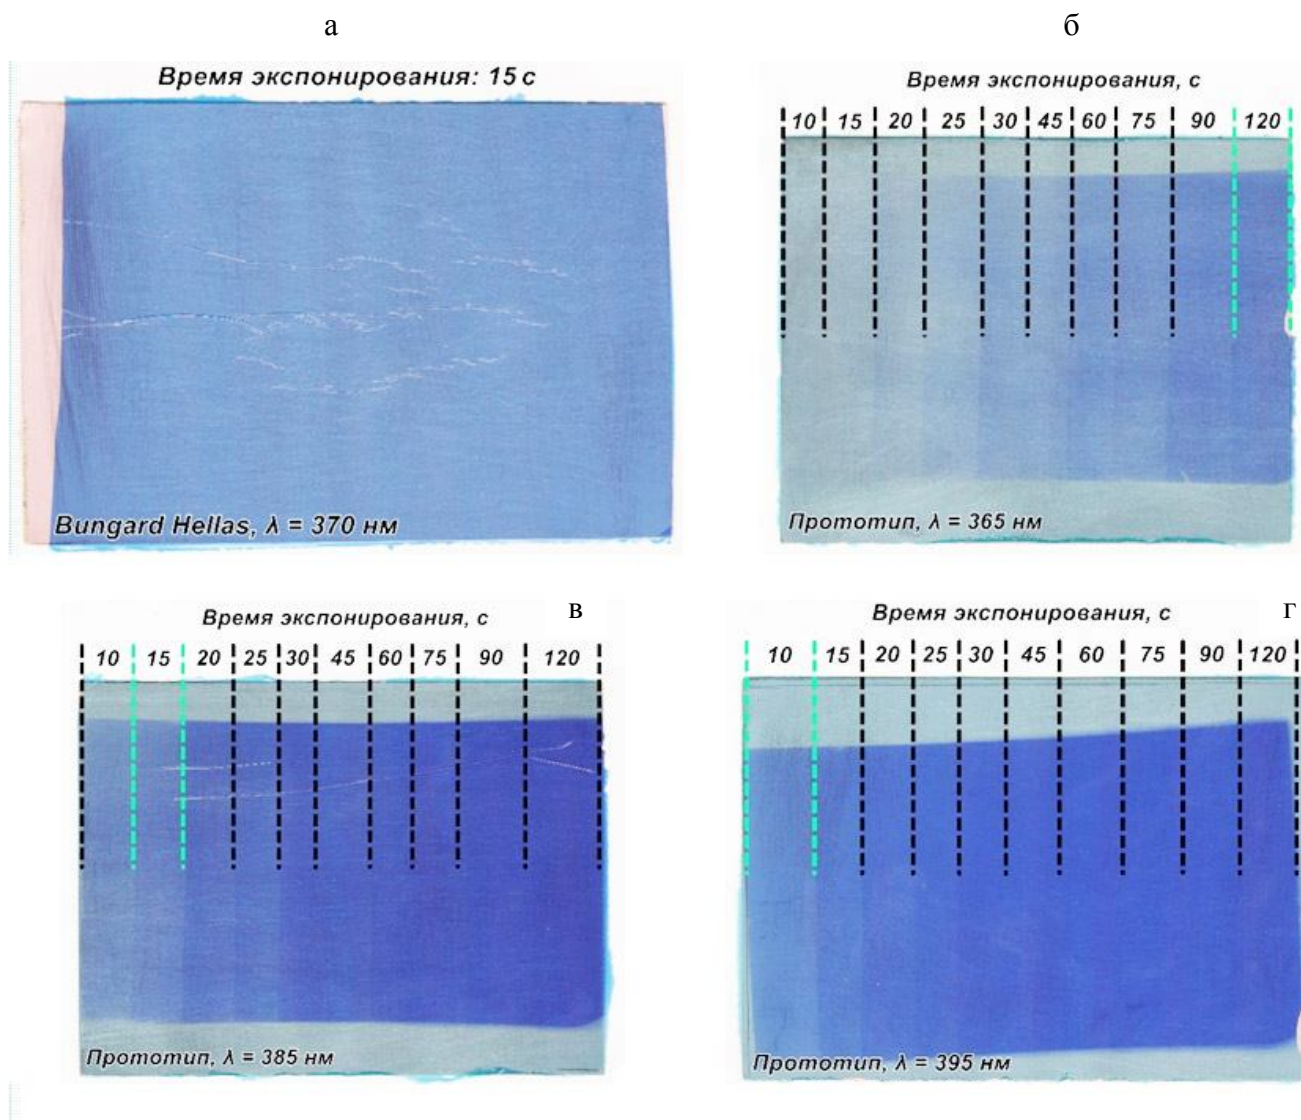 а
Время экспонирования: 15 с
Bungard Hellas, λ = 370 нм
б
Время экспонирования, с
10 15 20 25 30 45 60 75 90 120
Прототип, λ = 365 нм
в
Время экспонирования, с
10 15 20 25 30 45 60 75 90 120
Прототип, λ = 385 нм
г
Время экспонирования, с
10 15 20 25 30 45 60 75 90 120
Прототип, λ = 395 нм